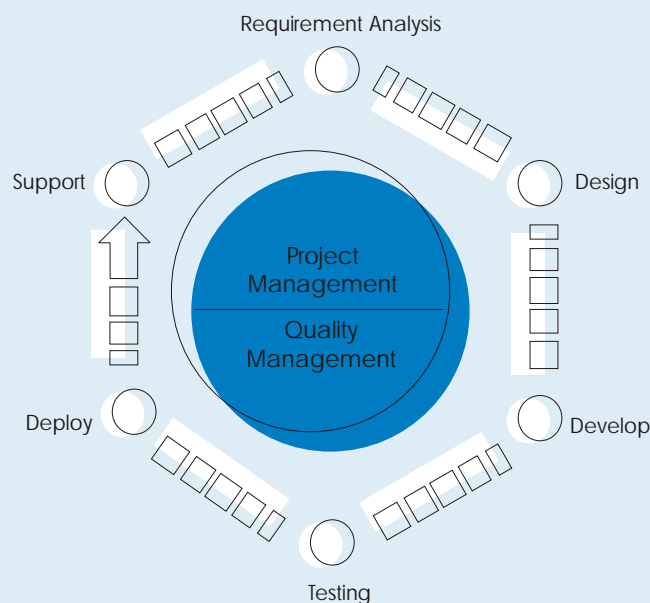 Requirement Analysis
Support
Design
Project
Management
Quality
Management
Deploy
Develop
Testing